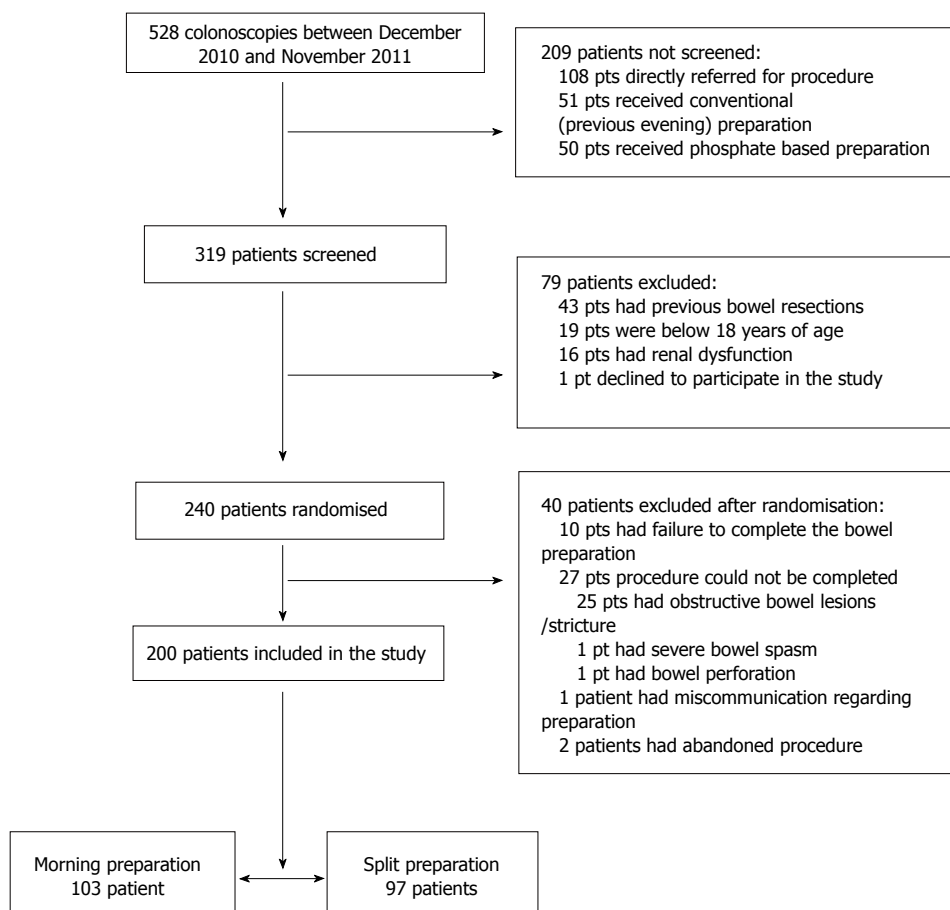 528 colonoscopies between December
2010 and November 2011
209 patients not screened:
108 pts directly referred for procedure
51 pts received conventional
(previous evening) preparation
50 pts received phosphate based preparation
319 patients screened
79 patients excluded:
43 pts had previous bowel resections
19 pts were below 18 years of age
16 pts had renal dysfunction
1 pt declined to participate in the study
240 patients randomised
40 patients excluded after randomisation:
10 pts had failure to complete the bowel
preparation
27 pts procedure could not be completed
25 pts had obstructive bowel lesions
/stricture
1 pt had severe bowel spasm
1 pt had bowel perforation
1 patient had miscommunication regarding
preparation
2 patients had abandoned procedure
200 patients included in the study
Morning preparation
103 patient
Split preparation
97 patients